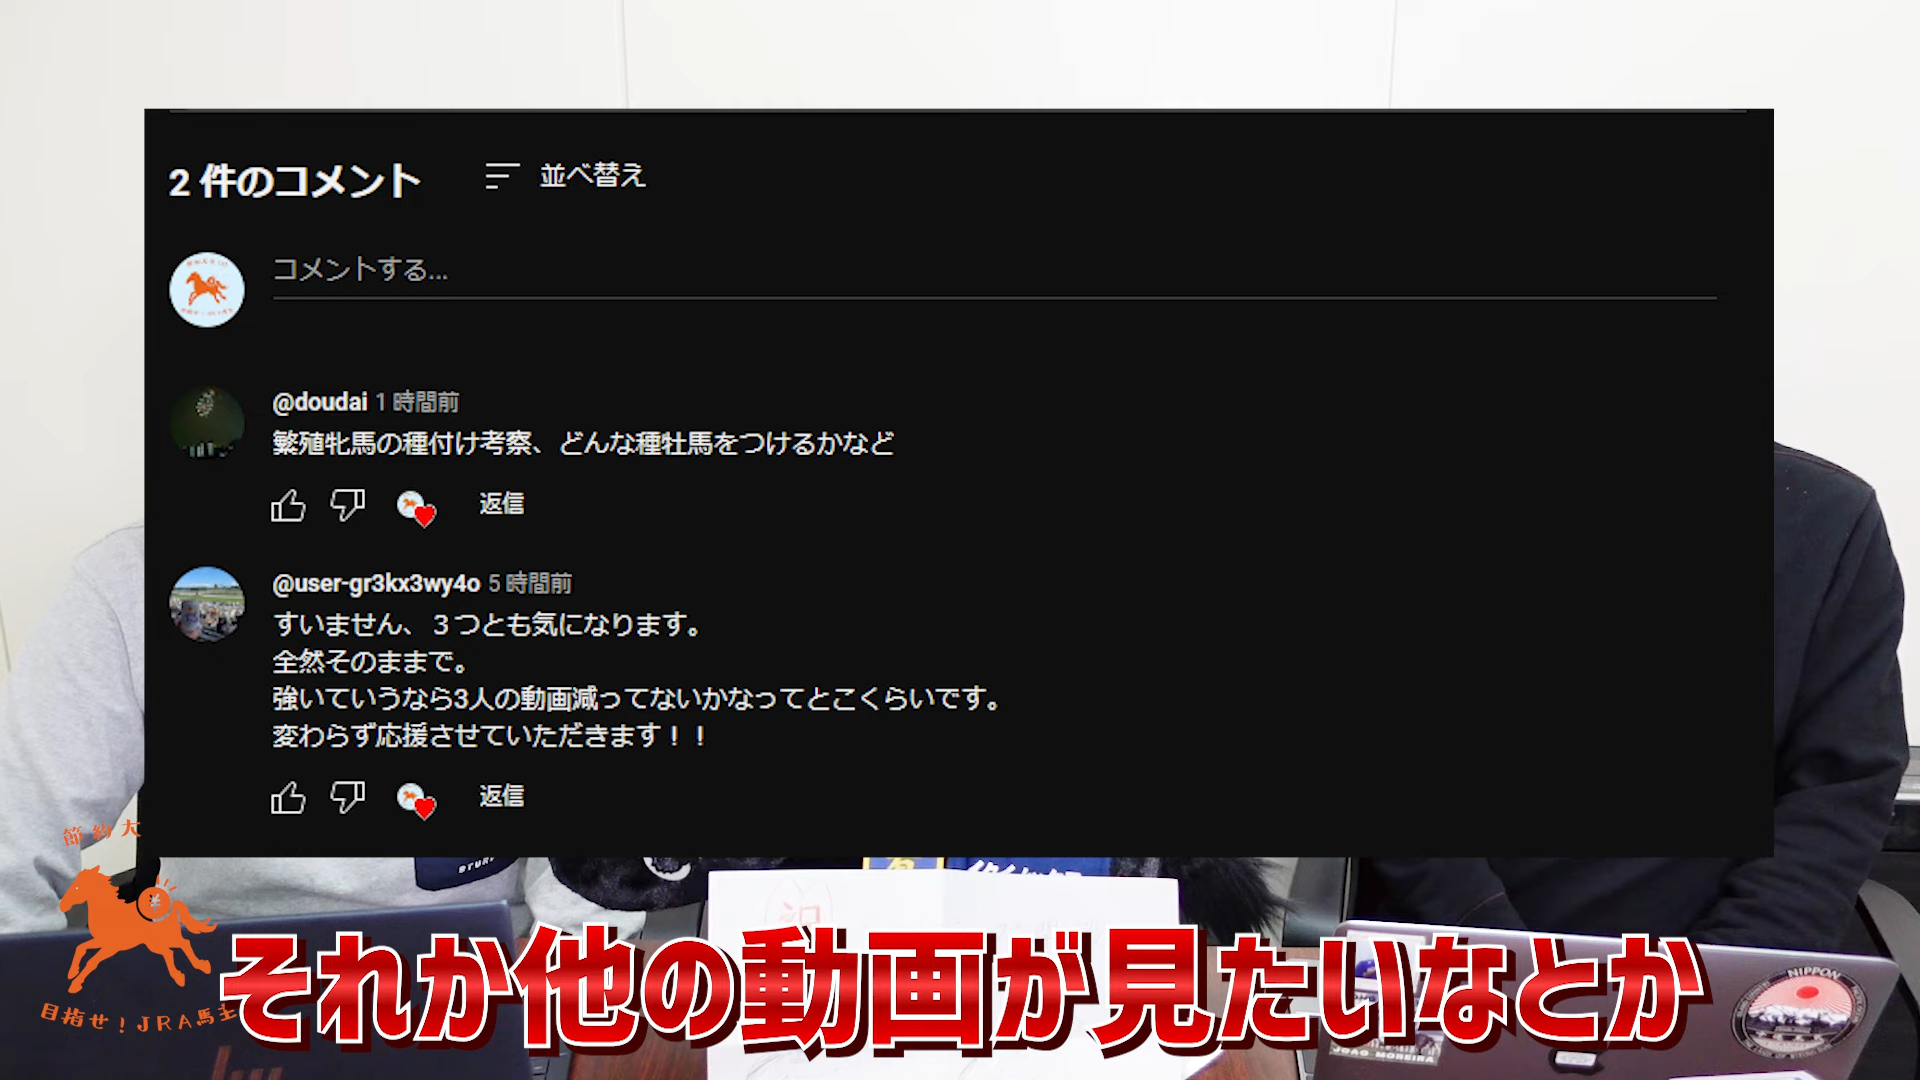 2 件のコメント
並べ替え
コメントする...
@doudai 1 時間前
繁殖牝馬の種付け考察、どんな種牡馬をつけるかなど
返信
@user-gr3kx3wy4o 5 時間前
すいません、３つとも気になります。
全然そのままで。
強いていうなら3人の動画減ってないかなってとこくらいです。
変わらず応援させていただきます！！
返信
節約大
目指せ！JRA馬主
それか他の動画が見たいなとか
祝
NIPPON
JOAO MOREIRA